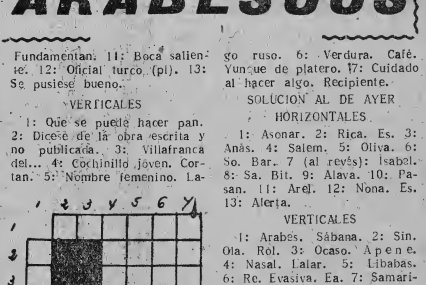 ARABESCOS
Fundamentan. 11: Boca salien-
te. 12: Oficial turco (pl). 13:
Se pusiese bueno.
VERTICALES
1: Que se puede hacer pan.
2: Dícese de la obra escrita y
no publicada. 3: Villafranca
del... 4: Cochinillo joven. Cor-
tan. 5: Nombre femenino. La-
go ruso. 6: Verdura. Café.
Yunque de platero. 7: Cuidado
al hacer algo. Recipiente.
SOLUCION AL DE AYER
HORIZONTALES
1: Asonar. 2: Rica. Es. 3:
Anás. 4: Salem. 5: Oliva. 6:
So. Bar. 7 (al revés): Isabel.
8: Sa. Bit. 9: Alava. 10: Pa-
san. 11: Arel. 12: Nona. Es.
13: Alerta.
VERTICALES
1: Arabés. Sábana. 2: Sin.
Ola. Rol. 3: Ocaso. Apene.
4: Nasal. Lalar. 5: Libabas.
6: Re. Evasiva. Ea. 7: Samari-
1 2 3 4 5 6 7
1
2
3